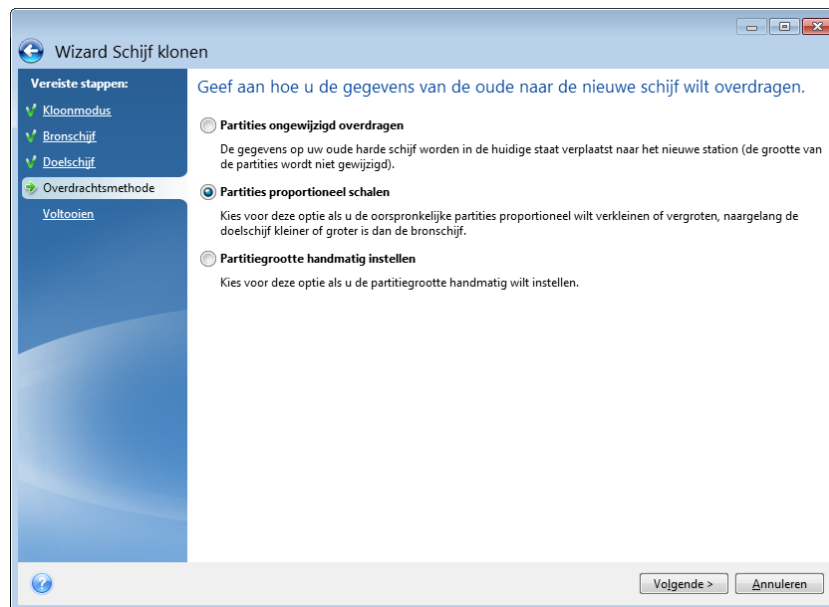 Wizard Schijf klonen
Vereiste stappen:
Kloonmodus
Bronschijf
Doelschijf
Overdrachtsmethode
Voltooien
Geef aan hoe u de gegevens van de oude naar de nieuwe schijf wilt overdragen.
Partities ongewijzigd overdragen
De gegevens op uw oude harde schijf worden in de huidige staat verplaatst naar het nieuwe station (de grootte van
de partities wordt niet gewijzigd).
Partities proportioneel schalen
Kies voor deze optie als u de oorspronkelijke partities proportioneel wilt verkleinen of vergroten, naargelang de
doelschijf kleiner of groter is dan de bronschijf.
Partitiegrootte handmatig instellen
Kies voor deze optie als u de partitiegrootte handmatig wilt instellen.
Volgende >
Annuleren